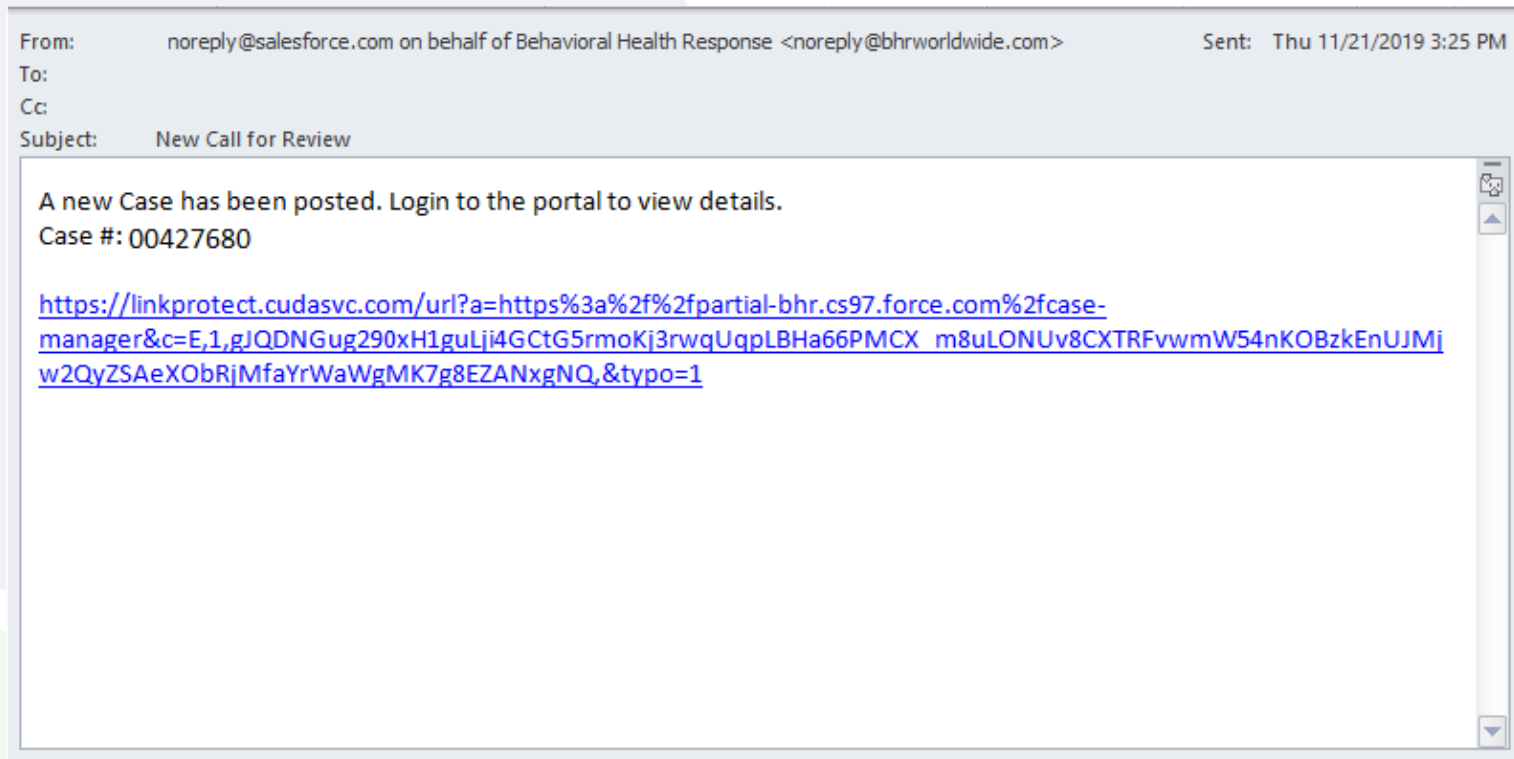 From: noreply@salesforce.com on behalf of Behavioral Health Response <noreply@bhrworldwide.com> Sent: Thu 11/21/2019 3:25 PM
To:
Cc:
Subject: New Call for Review
A new Case has been posted. Login to the portal to view details.
Case #: 00427680
https://linkprotect.cudasvc.com/url?a=https%3a%2f%2fpartial-bhr.cs97.force.com%2fcase-
manager&c=E,1,gJQDNGug290xH1guLji4GCtG5rmoKj3rwqUqpLBHa66PMCX_m8uLONUv8CXTRFvwmW54nKOBzkEnUJMj
w2QyZSAeXObRjMfaYrWaWgMK7g8EZANxgNQ,&typo=1